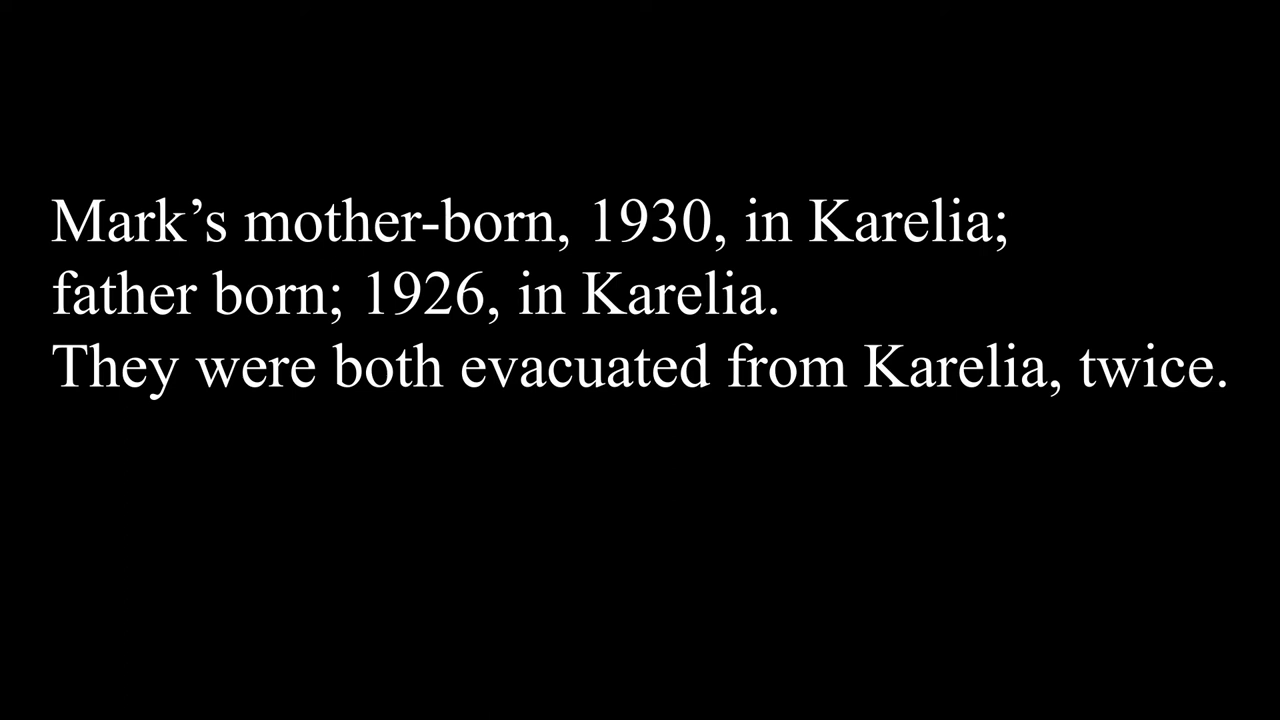 Mark’s mother-born, 1930, in Karelia;
father born; 1926, in Karelia.
They were both evacuated from Karelia, twice.